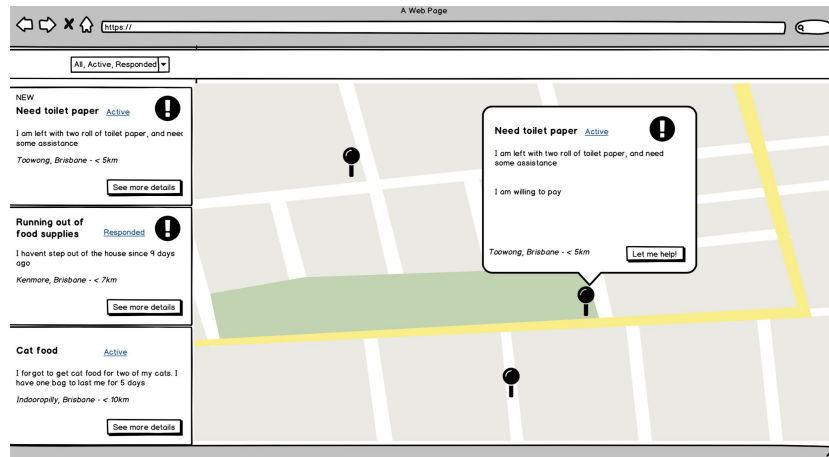 A Web Page
https://
All, Active, Responded
NEW
Need toilet paper Active
I am left with two roll of toilet paper, and need
some assistance
Toowong, Brisbane - < 5km
See more details
Running out of
food supplies Responded
I havent step out of the house since 9 days
ago
Kenmore, Brisbane - < 7km
See more details
Cat food Active
I forgot to get cat food for two of my cats. I
have one bag to last me for 5 days
Indooropilly, Brisbane - < 10km
See more details
Need toilet paper Active
I am left with two roll of toilet paper, and need
some assistance
I am willing to pay
Toowong, Brisbane - < 5km
Let me help!